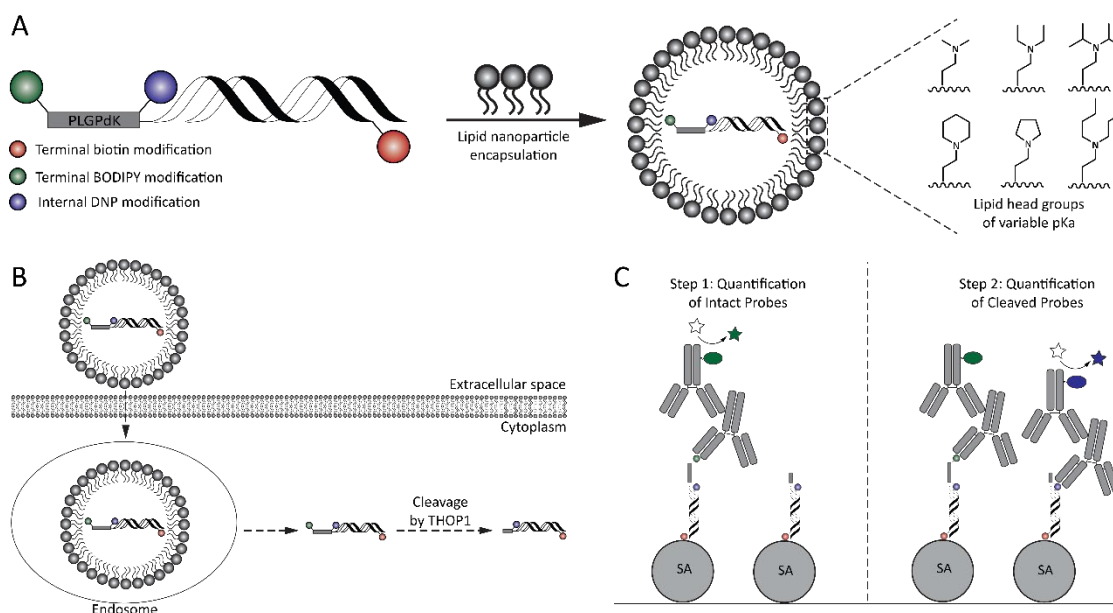 A
PLGPdK
Terminal biotin modification
Terminal BODIPY modification
Internal DNP modification
Lipid nanoparticle
encapsulation
N
N
N
N
N
N
Lipid head groups
of variable pKa
B
Extracellular space
Cytoplasm
Cleavage
by THOP1
Endosome
C
Step 1: Quantification
of Intact Probes
Step 2: Quantification
of Cleaved Probes
SA
SA
SA
SA